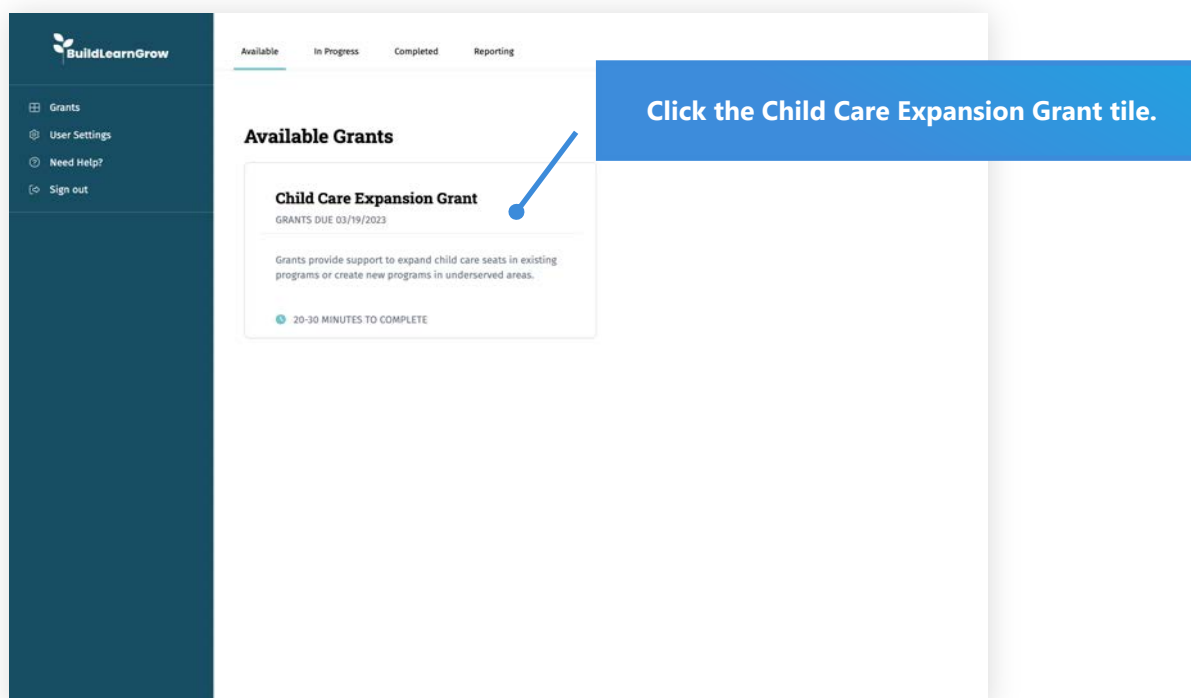 BuildLearnGrow
Grants
User Settings
Need Help?
Sign out
Available In Progress Completed Reporting
Click the Child Care Expansion Grant tile.
Available Grants
Child Care Expansion Grant
GRANTS DUE 03/19/2023
Grants provide support to expand child care seats in existing
programs or create new programs in underserved areas.
20-30 MINUTES TO COMPLETE